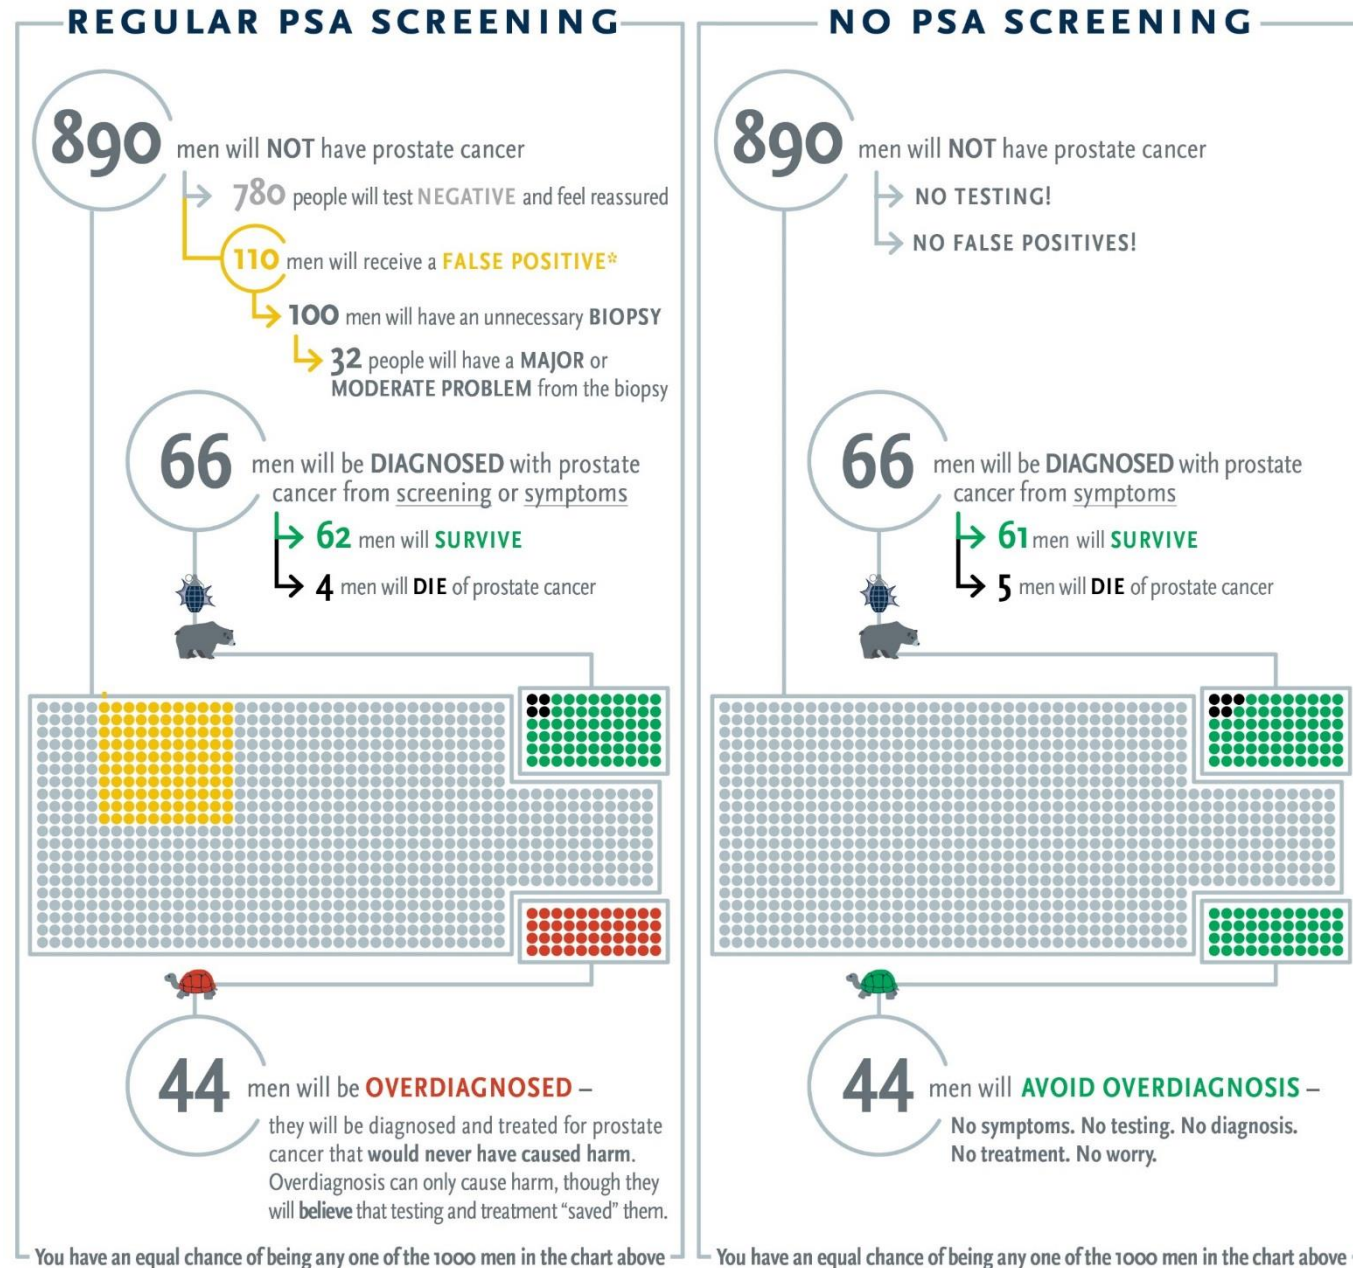 REGULAR PSA SCREENING
890 men will NOT have prostate cancer
780 people will test NEGATIVE and feel reassured
110 men will receive a FALSE POSITIVE*
100 men will have an unnecessary BIOPSY
32 people will have a MAJOR or
MODERATE PROBLEM from the biopsy
66 men will be DIAGNOSED with prostate
cancer from screening or symptoms
62 men will SURVIVE
4 men will DIE of prostate cancer
44 men will be OVERDIAGNOSED –
they will be diagnosed and treated for prostate
cancer that would never have caused harm.
Overdiagnosis can only cause harm, though they
will believe that testing and treatment “saved” them.
You have an equal chance of being any one of the 1000 men in the chart above
NO PSA SCREENING
890 men will NOT have prostate cancer
NO TESTING!
NO FALSE POSITIVES!
66 men will be DIAGNOSED with prostate
cancer from symptoms
61 men will SURVIVE
5 men will DIE of prostate cancer
44 men will AVOID OVERDIAGNOSIS –
No symptoms. No testing. No diagnosis.
No treatment. No worry.
You have an equal chance of being any one of the 1000 men in the chart above